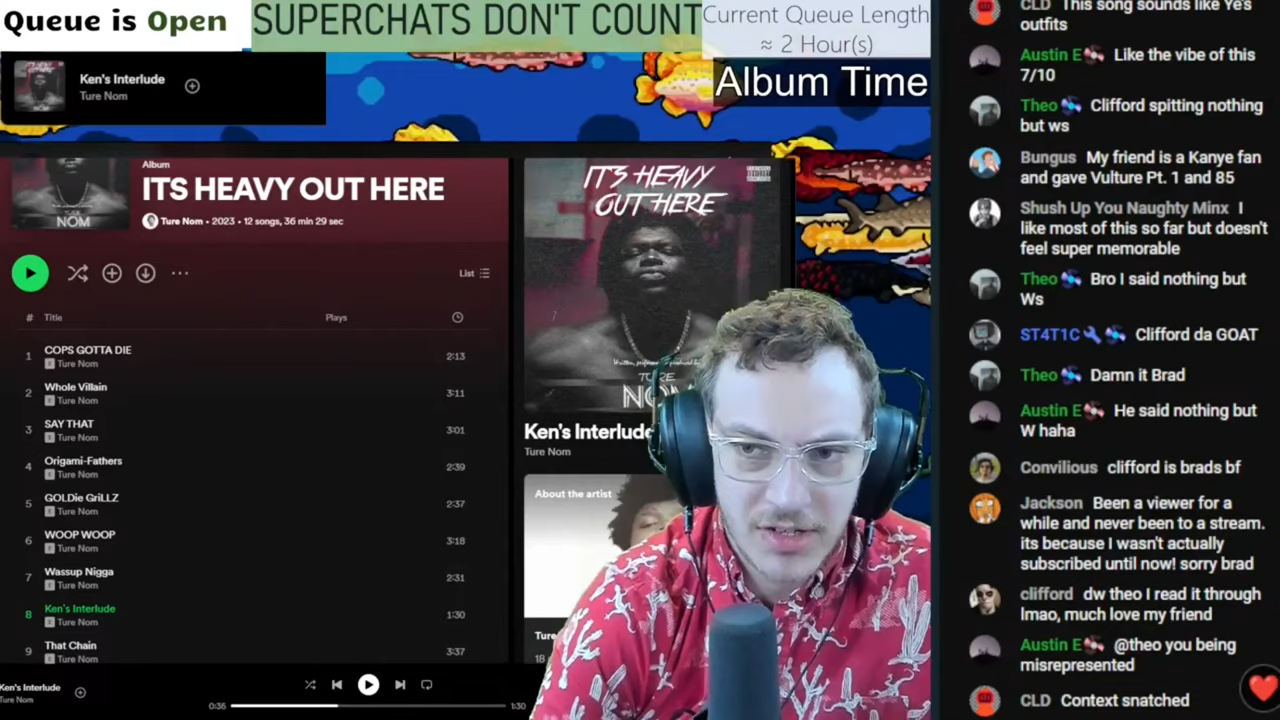 Queue is Open
SUPERCHATS DON'T COUNT
Current Queue Length
≈ 2 Hour(s)
Album Time
Ken's Interlude
Ture Nom
Album
ITS HEAVY OUT HERE
Ture Nom • 2023 • 12 songs, 36 min 29 sec
NOM
List
# Title Plays
1 COPS GOTTA DIE 2:13
E Ture Nom
2 Whole Villain 3:11
E Ture Nom
3 SAY THAT 3:01
E Ture Nom
4 Origami-Fathers 2:39
E Ture Nom
5 GOLDie GriLLZ 2:37
E Ture Nom
6 WOOP WOOP 3:18
E Ture Nom
7 Wassup Nigga 2:31
E Ture Nom
8 Ken's Interlude 1:30
E Ture Nom
9 That Chain 3:37
E Ture Nom
Ken's Interlude
Ture Nom
0:36
1:30
IT'S HEAVY
OUT HERE
Written, performed
TURE
NOM
Ken's Interlude
Ture Nom
About the artist
Ture
18
CLD This song sounds like Ye's
outfits
Austin E Like the vibe of this
7/10
Theo Clifford spitting nothing
but ws
Bungus My friend is a Kanye fan
and gave Vulture Pt. 1 and 85
Shush Up You Naughty Minx I
like most of this so far but doesn't
feel super memorable
Theo Bro I said nothing but
Ws
ST4T1C Clifford da GOAT
Theo Damn it Brad
Austin E He said nothing but
W haha
Convilious clifford is brads bf
Jackson Been a viewer for a
while and never been to a stream.
its because I wasn't actually
subscribed until now! sorry brad
clifford dw theo I read it through
lmao, much love my friend
Austin E @theo you being
misrepresented
CLD Context snatched